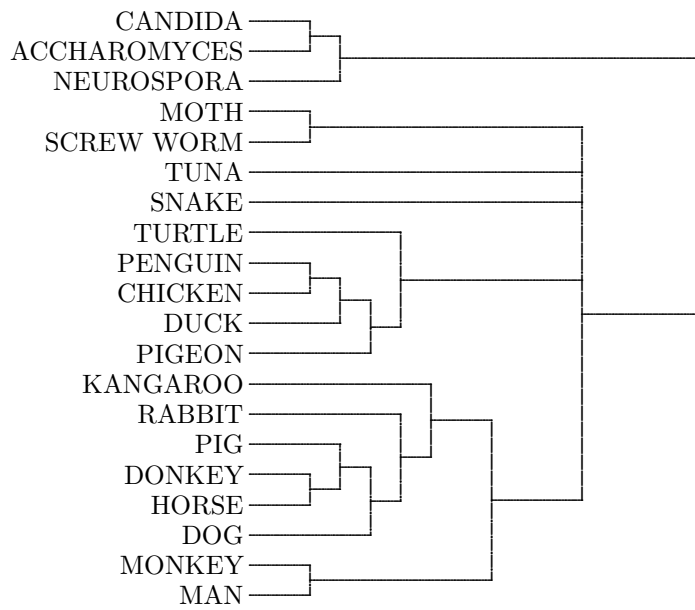 CANDIDA
ACCHAROMYCES
NEUROSPORA
MOTH
SCREW WORM
TUNA
SNAKE
TURTLE
PENGUIN
CHICKEN
DUCK
PIGEON
KANGAROO
RABBIT
PIG
DONKEY
HORSE
DOG
MONKEY
MAN